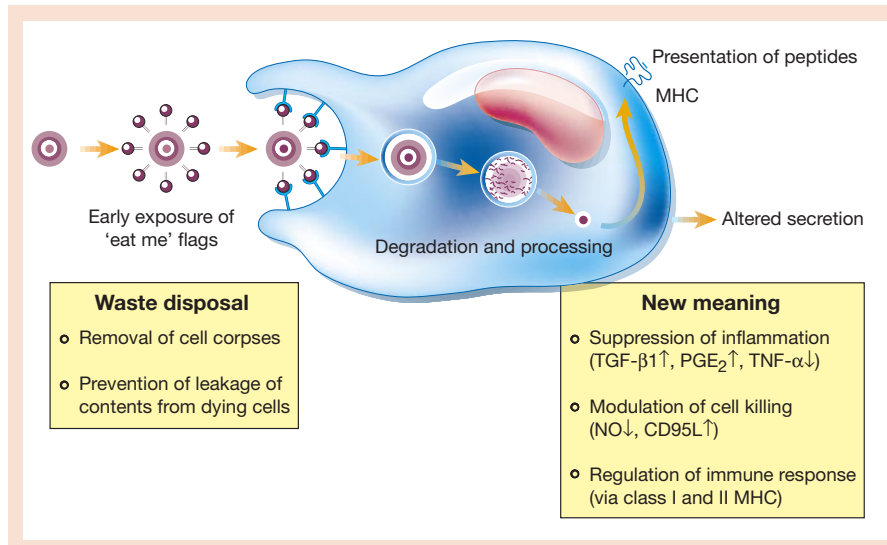 Presentation of peptides
MHC
Early exposure of
‘eat me’ flags
Degradation and processing
Altered secretion
Waste disposal
Removal of cell corpses
Prevention of leakage of
contents from dying cells
New meaning
Suppression of inflammation
(TGF-β1↑, PGE₂↑, TNF-α↓)
Modulation of cell killing
(NO↓, CD95L↑)
Regulation of immune response
(via class I and II MHC)